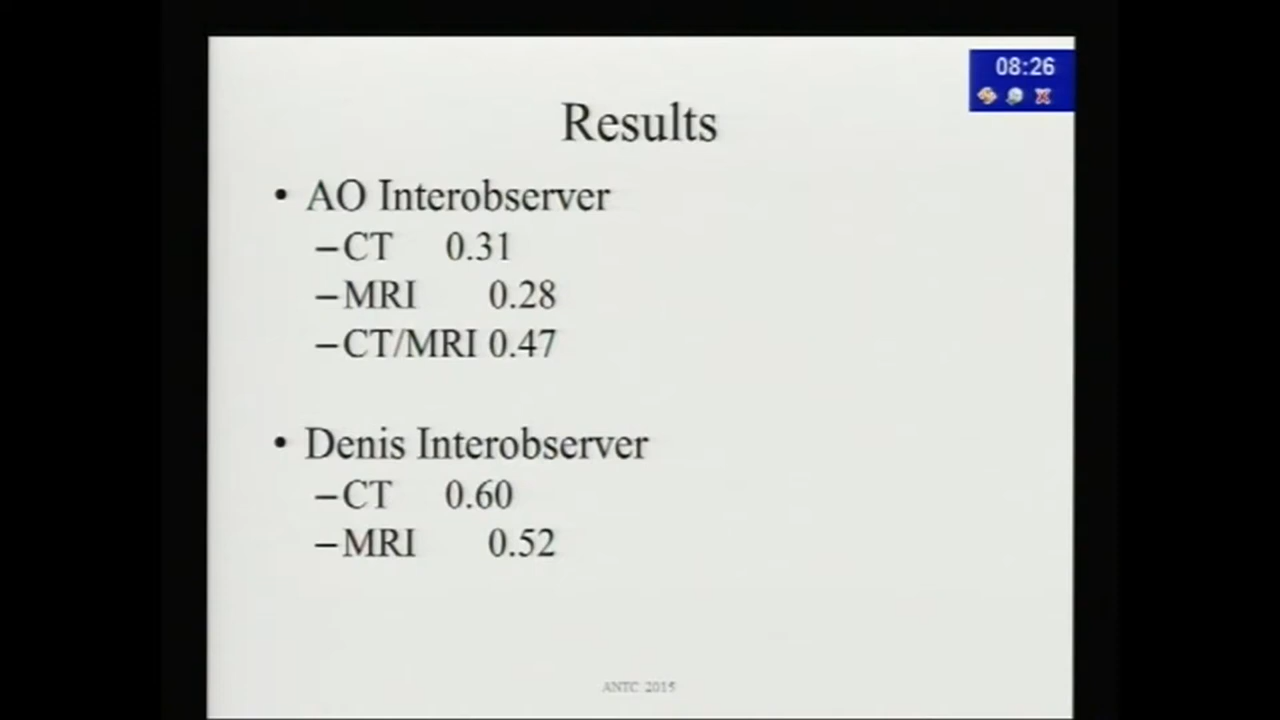 08:26
Results
• AO Interobserver
–CT 0.31
–MRI 0.28
–CT/MRI 0.47
• Denis Interobserver
–CT 0.60
–MRI 0.52
ANTC 2015